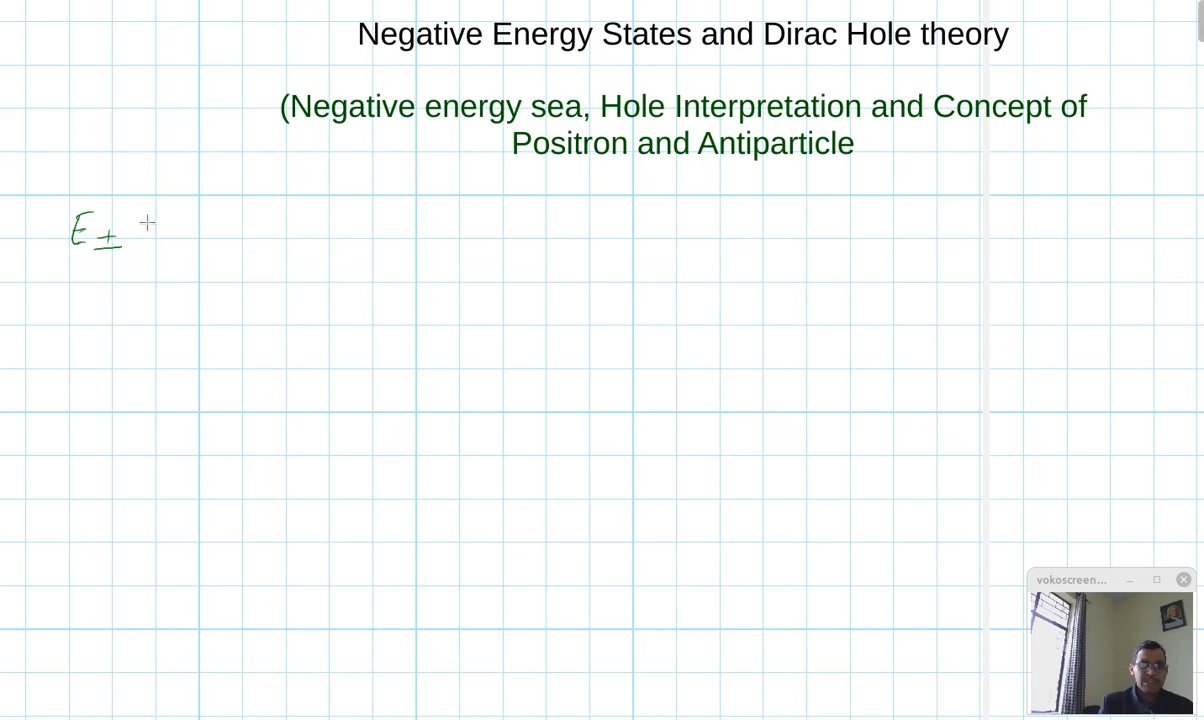 Negative Energy States and Dirac Hole theory
(Negative energy sea, Hole Interpretation and Concept of
Positron and Antiparticle
E±
vokoscreen...